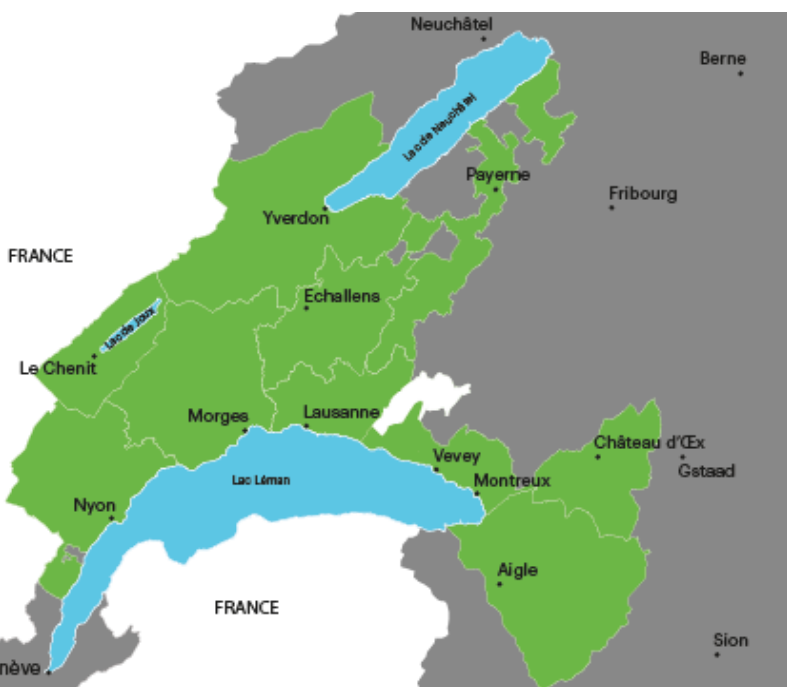 Neuchâtel
Berne
Lac de Neuchâtel
Payerne
Fribourg
Yverdon
FRANCE
Echallens
Lac de Joux
Le Chenit
Morges
Lausanne
Château d'Œx
Vevey
Gstaad
Lac Léman
Montreux
Nyon
Aigle
FRANCE
Sion
nève